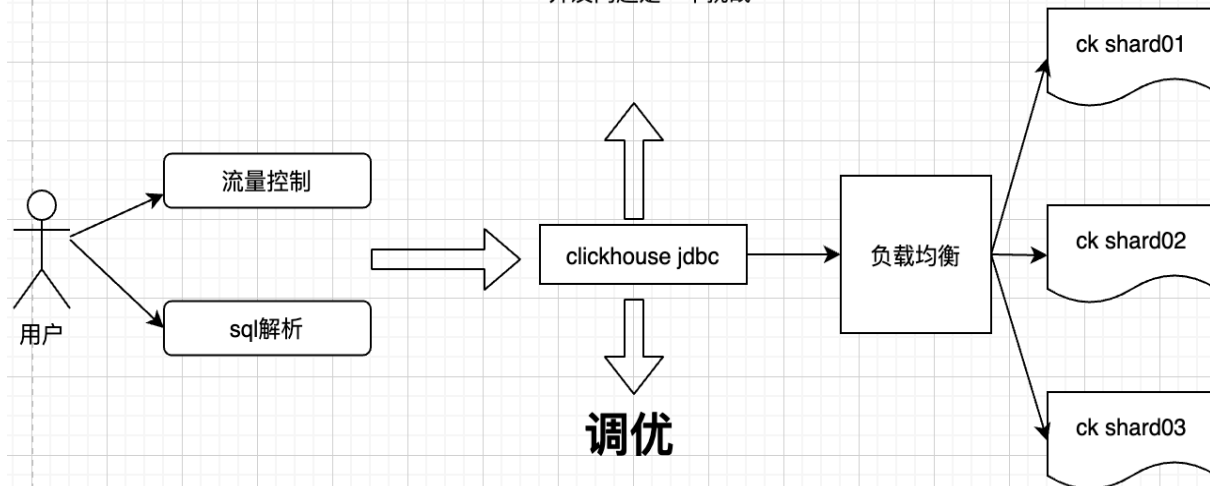 流量控制
用户
sql解析
clickhouse jdbc
调优
负载均衡
ck shard01
ck shard02
ck shard03